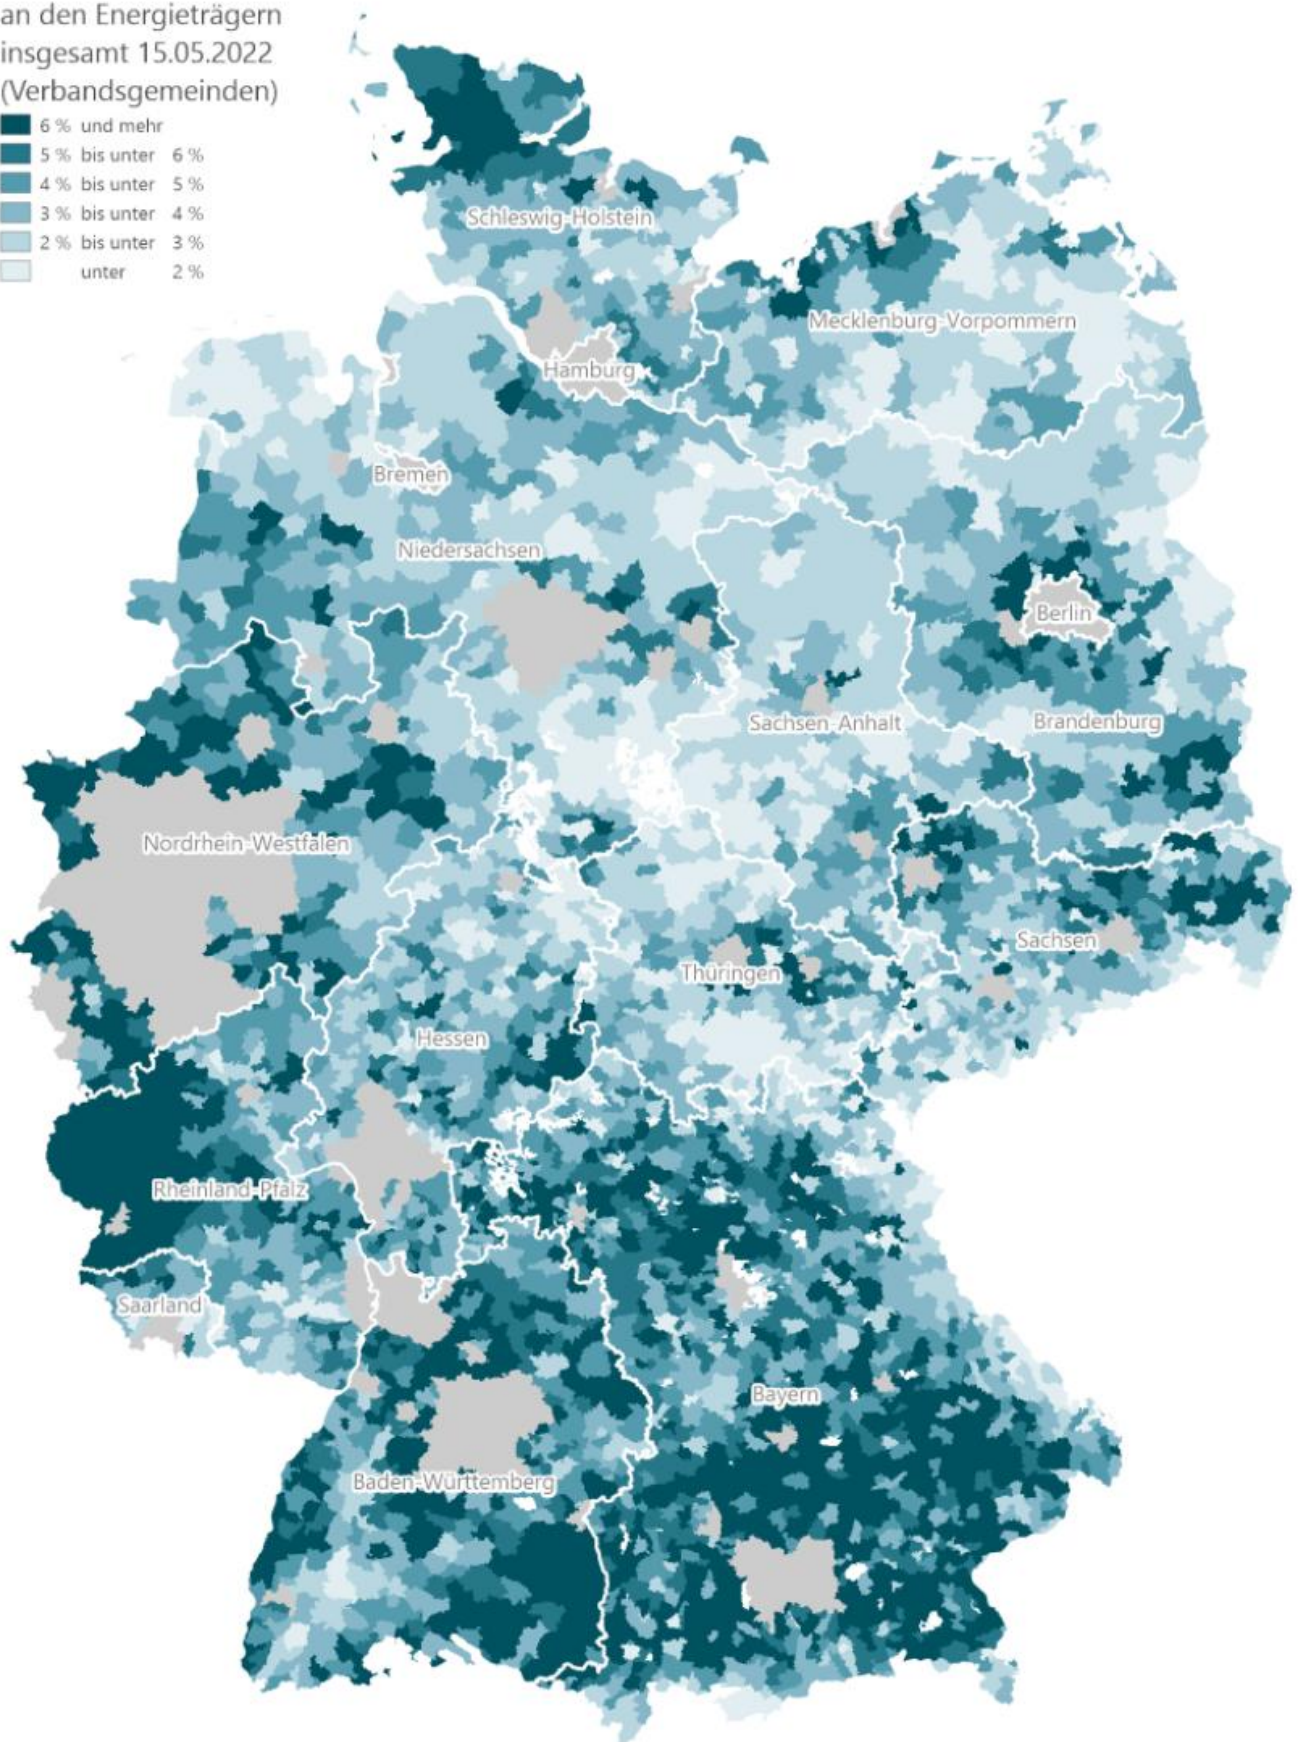 an den Energieträgern
insgesamt 15.05.2022
(Verbandsgemeinden)
6 % und mehr
5 % bis unter 6 %
4 % bis unter 5 %
3 % bis unter 4 %
2 % bis unter 3 %
unter 2 %
Schleswig-Holstein
Mecklenburg-Vorpommern
Hamburg
Bremen
Niedersachsen
Berlin
Sachsen-Anhalt
Brandenburg
Nordrhein-Westfalen
Sachsen
Thüringen
Hessen
Rheinland-Pfalz
Saarland
Bayern
Baden-Württemberg